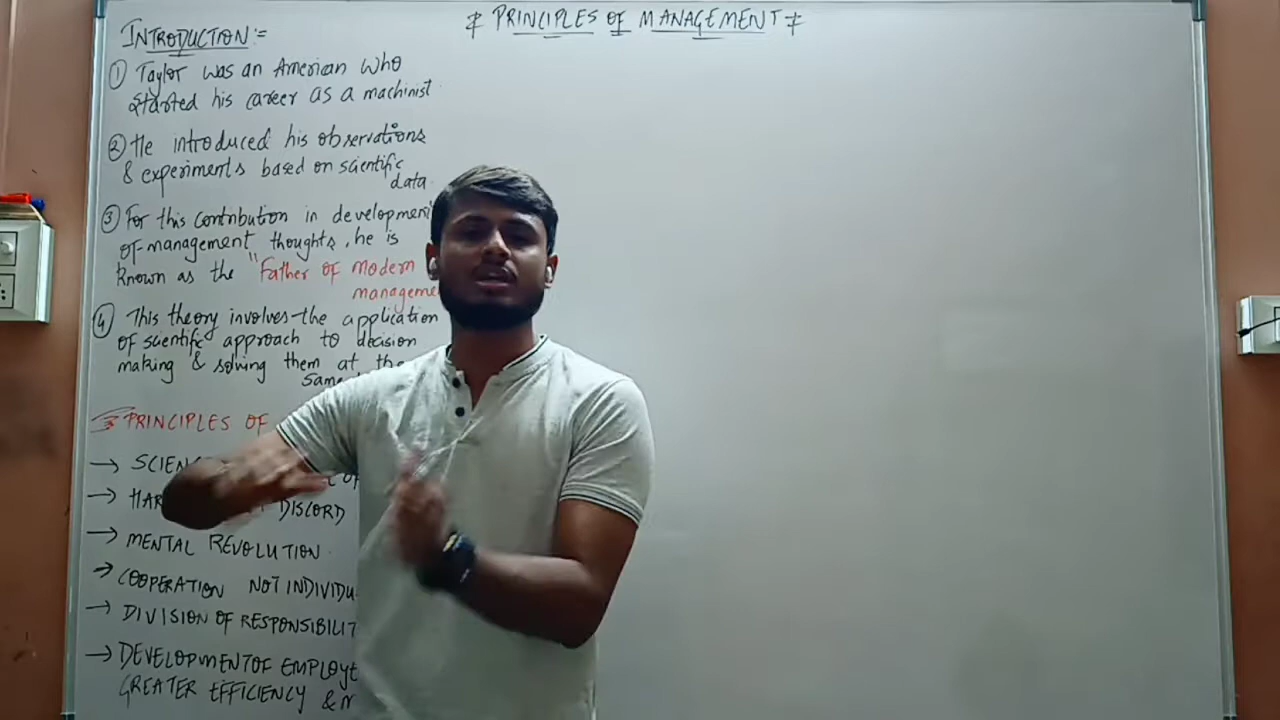 PRINCIPLES OF MANAGEMENT
INTRODUCTION :=
① Taylor was an American who
started his career as a machinist
② He introduced his observations
& experiments based on scientific
data.
③ For this contribution in development
of management thoughts, he is
known as the "Father of Modern
manageme
④ This theory involves the application
of scientific approach to decision
making & solving them at the
Same
PRINCIPLES OF
→ SCIEN OF
→ HAR DISCORD
→ MENTAL REVOLUTION
→ COOPERATION NOT INDIVIDU
→ DIVISION OF RESPONSIBILIT
→ DEVELOPMENT OF EMPLOYE
GREATER EFFICIENCY &